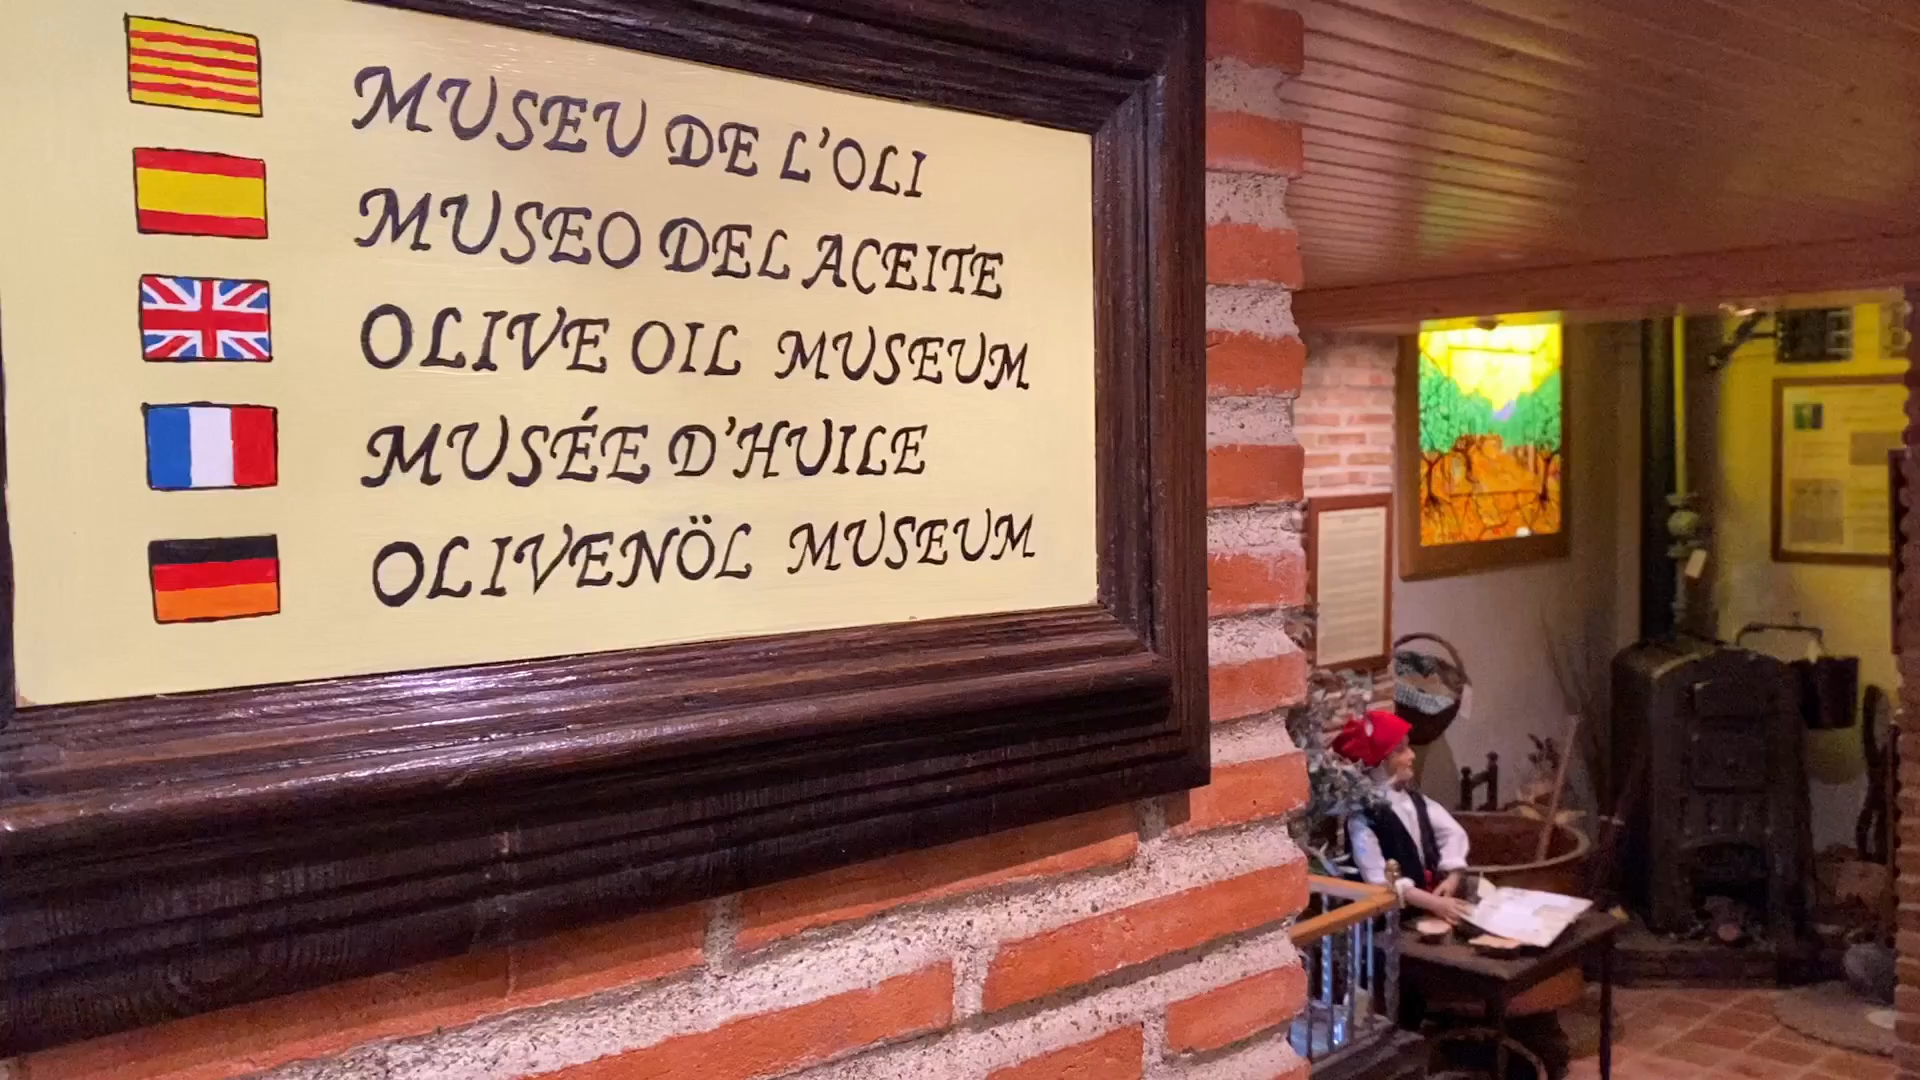 MUSEU DE L'OLI
MUSEO DEL ACEITE
OLIVE OIL MUSEUM
MUSÉE D'HUILE
OLIVENÖL MUSEUM